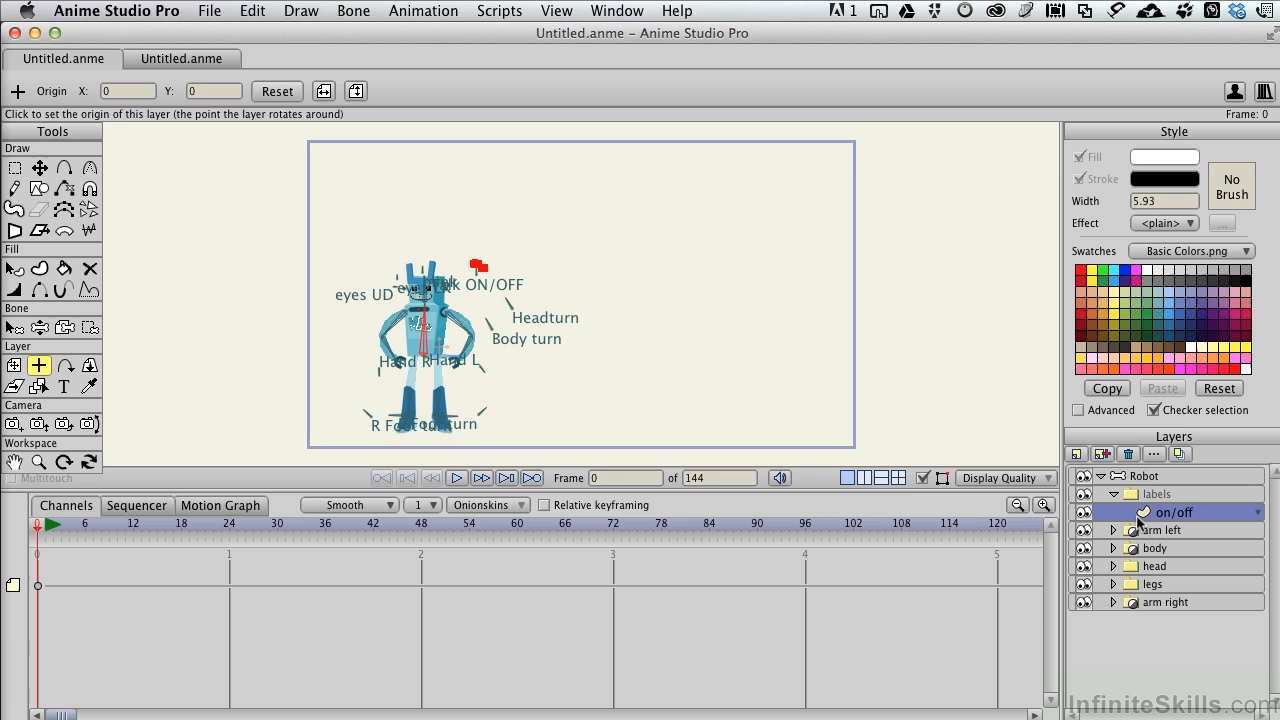 Anime Studio Pro File Edit Draw Bone Animation Scripts View Window Help 1
Untitled.anme - Anime Studio Pro
Untitled.anme Untitled.anme
Origin X: 0 Y: 0 Reset
Click to set the origin of this layer (the point the layer rotates around) Frame: 0
Tools
Draw
Fill
Bone
Layer
Camera
Workspace
Multitouch
eyes UD
ON/OFF
Headturn
Body turn
Hand R
Hand L
R Foot turn
Style
Fill
Stroke
No Brush
Width 5.93
Effect <plain> ...
Swatches Basic Colors.png
Copy Paste Reset
Advanced Checker selection
Layers
Robot
labels
on/off
arm left
body
head
legs
arm right
Frame 0 of 144 Display Quality
Channels Sequencer Motion Graph Smooth 1 Onionskins Relative keyframing
0 6 12 18 24 30 36 42 48 54 60 66 72 78 84 90 96 102 108 114 120
0 1 2 3 4 5
InfiniteSkills.com